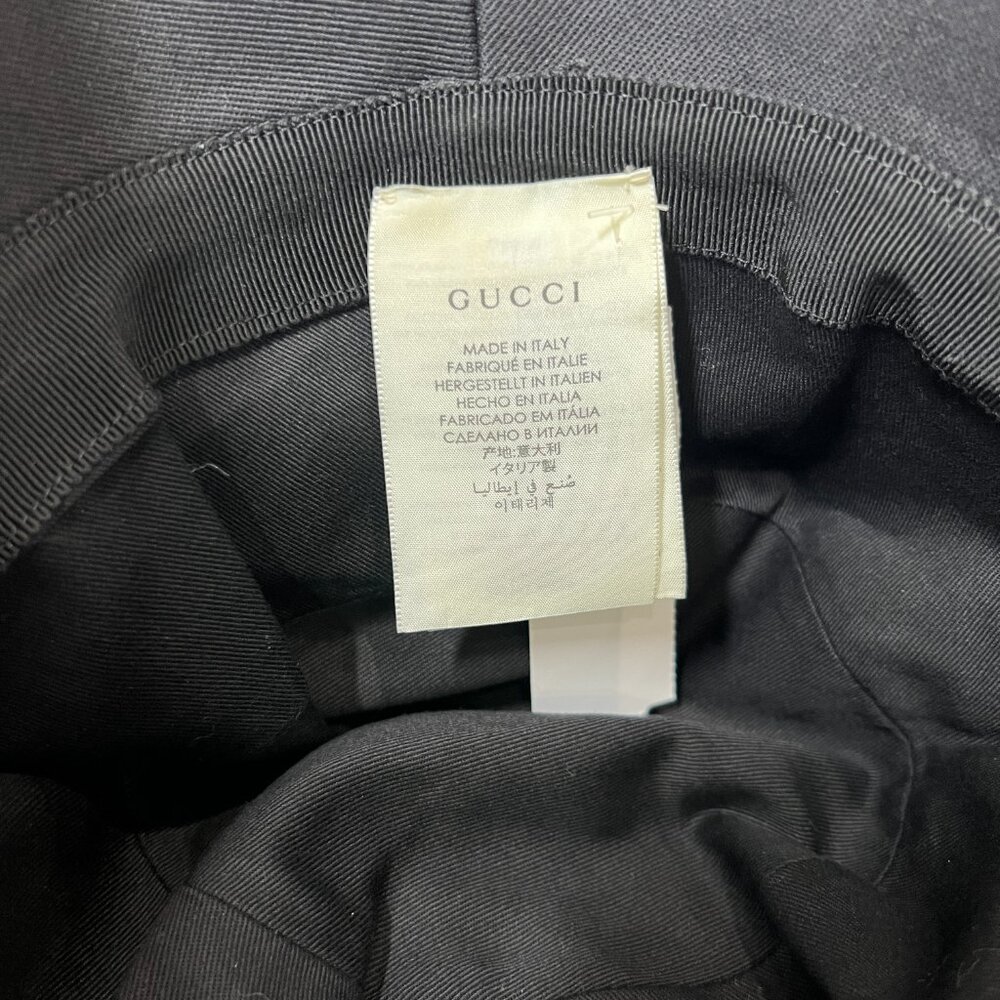 GUCCI
MADE IN ITALY
FABRIQUÉ EN ITALIE
HERGESTELLT IN ITALIEN
HECHO EN ITALIA
FABRICADO EM ITÁLIA
СДЕЛАНО В ИТАЛИИ
产地:意大利
イタリア製
صُنع في إيطاليا
이태리제